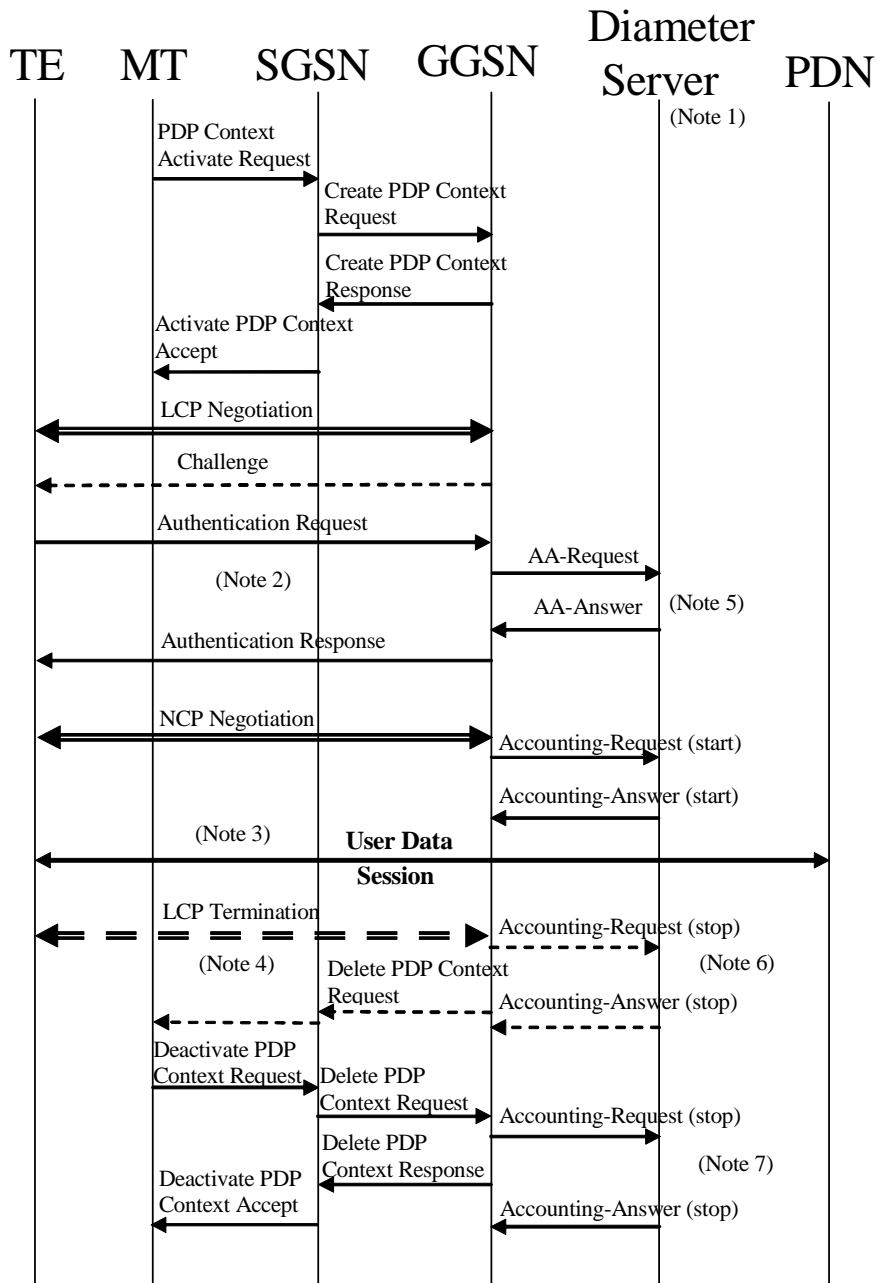 TE
MT
SGSN
GGSN
Diameter
Server
PDN
(Note 1)
PDP Context
Activate Request
Create PDP Context
Request
Create PDP Context
Response
Activate PDP Context
Accept
LCP Negotiation
Challenge
Authentication Request
AA-Request
(Note 2)
(Note 5)
AA-Answer
Authentication Response
NCP Negotiation
Accounting-Request (start)
Accounting-Answer (start)
(Note 3)
User Data
Session
LCP Termination
Accounting-Request (stop)
(Note 4)
(Note 6)
Delete PDP Context
Request
Accounting-Answer (stop)
Deactivate PDP
Context Request
Delete PDP
Context Request
Accounting-Request (stop)
Delete PDP
Context Response
(Note 7)
Deactivate PDP
Context Accept
Accounting-Answer (stop)